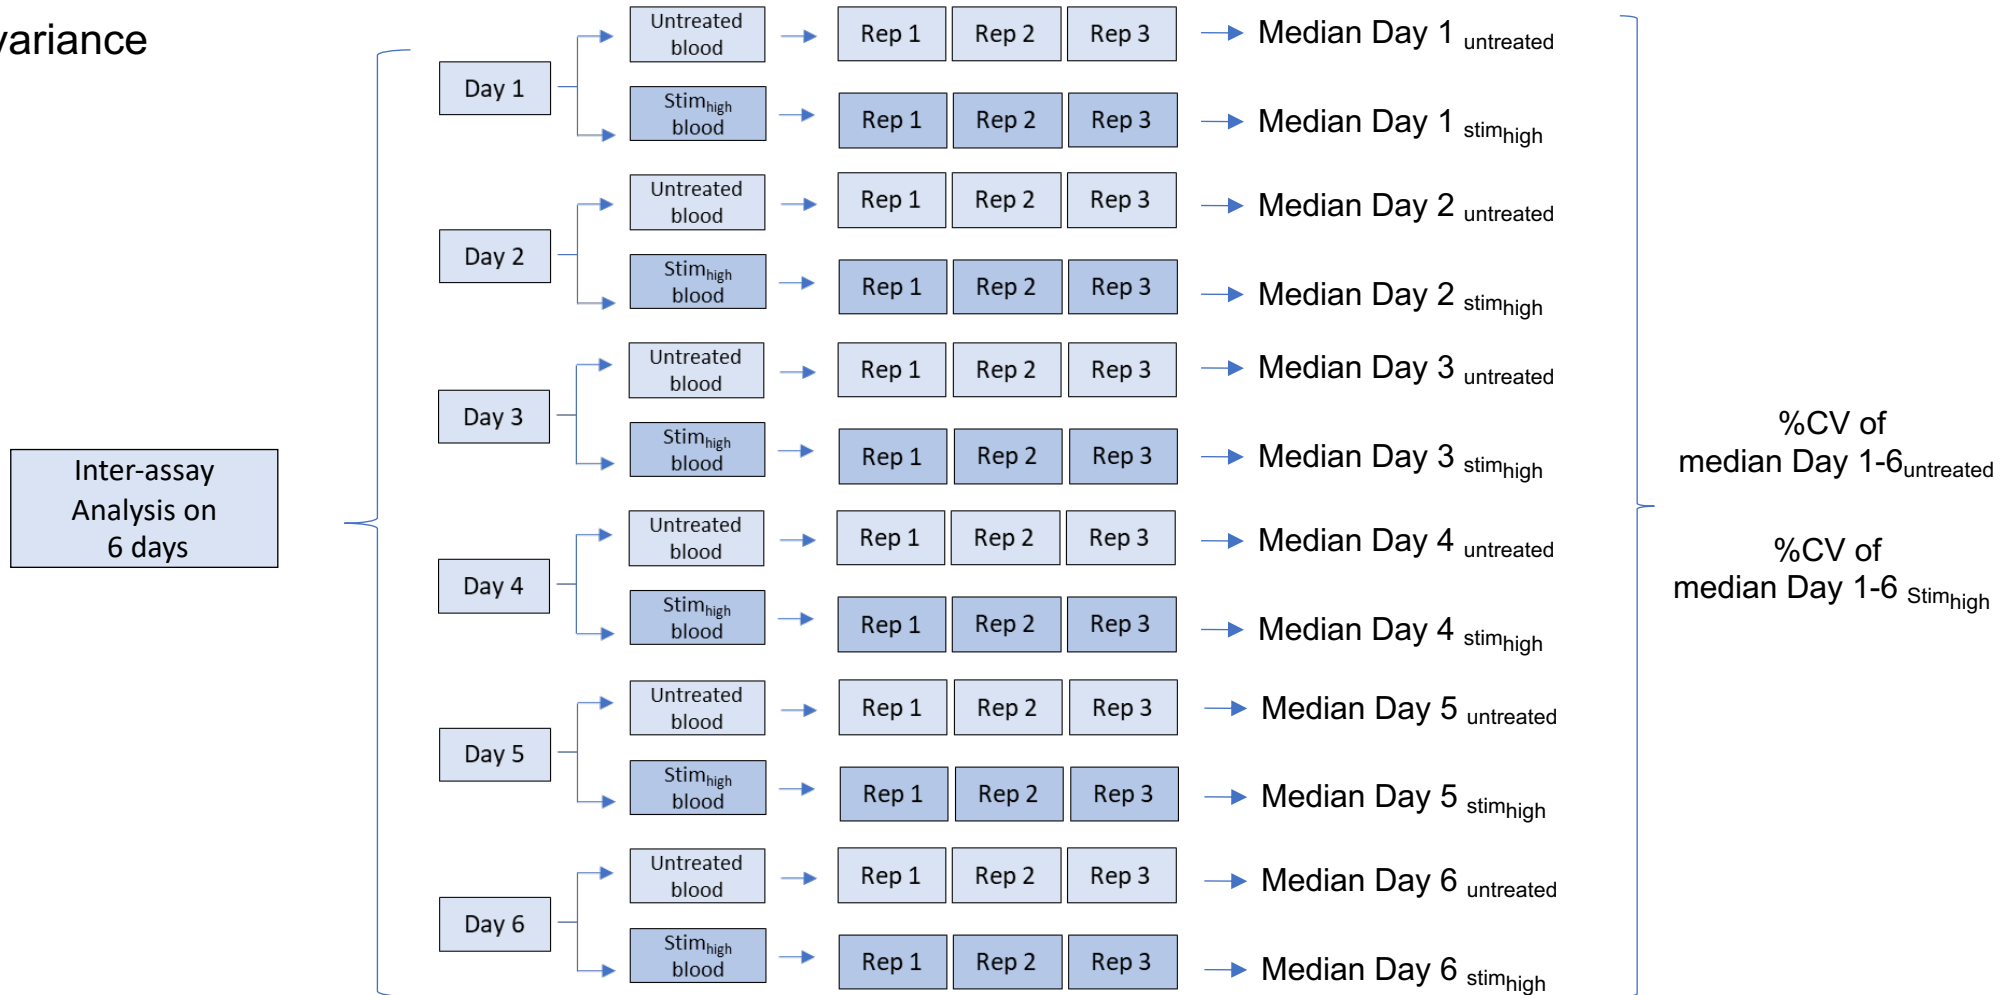 variance
Inter-assay
Analysis on
6 days
Day 1
Untreated
blood
Rep 1 Rep 2 Rep 3
Median Day 1 untreated
Stimhigh
blood
Rep 1 Rep 2 Rep 3
Median Day 1 stimhigh
Day 2
Untreated
blood
Rep 1 Rep 2 Rep 3
Median Day 2 untreated
Stimhigh
blood
Rep 1 Rep 2 Rep 3
Median Day 2 stimhigh
Day 3
Untreated
blood
Rep 1 Rep 2 Rep 3
Median Day 3 untreated
Stimhigh
blood
Rep 1 Rep 2 Rep 3
Median Day 3 stimhigh
Day 4
Untreated
blood
Rep 1 Rep 2 Rep 3
Median Day 4 untreated
Stimhigh
blood
Rep 1 Rep 2 Rep 3
Median Day 4 stimhigh
Day 5
Untreated
blood
Rep 1 Rep 2 Rep 3
Median Day 5 untreated
Stimhigh
blood
Rep 1 Rep 2 Rep 3
Median Day 5 stimhigh
Day 6
Untreated
blood
Rep 1 Rep 2 Rep 3
Median Day 6 untreated
Stimhigh
blood
Rep 1 Rep 2 Rep 3
Median Day 6 stimhigh
%CV of
median Day 1-6untreated
%CV of
median Day 1-6 Stimhigh